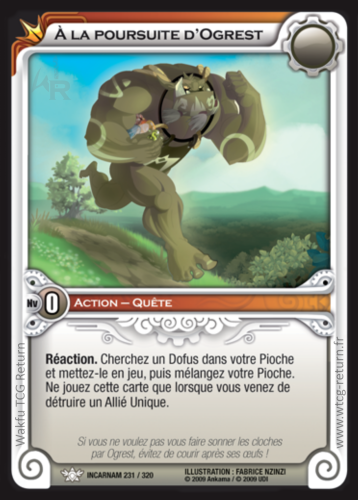 À la poursuite d'Ogrest
WR
Nv 0 Action – Quête
Réaction. Cherchez un Dofus dans votre Pioche
et mettez-le en jeu, puis mélangez votre Pioche.
Ne jouez cette carte que lorsque vous venez de
détruire un Allié Unique.
Si vous ne voulez pas vous faire sonner les cloches
par Ogrest, évitez de courir après ses œufs !
INCARNAM 231 / 320
ILLUSTRATION : FABRICE NZINZI
© 2009 Ankama / © 2009 UDI
Wakfu TCG Return
www.wtcg-return.fr